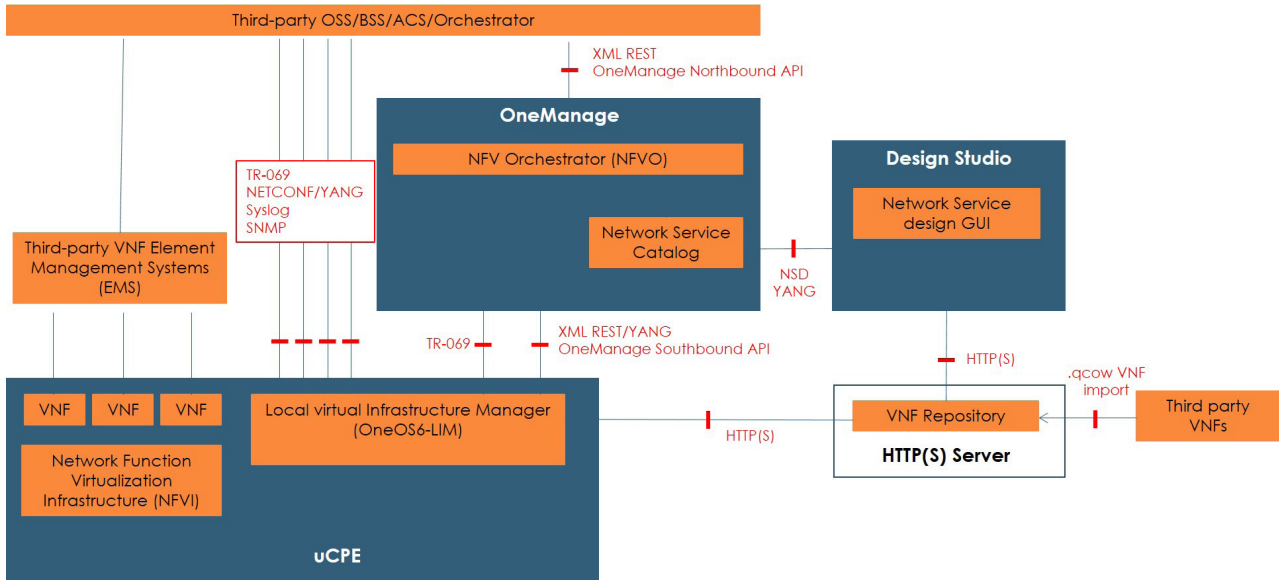 Third-party OSS/BSS/ACS/Orchestrator
XML REST
OneManage Northbound API
OneManage
NFV Orchestrator (NFVO)
Network Service
Catalog
Design Studio
Network Service
design GUI
TR-069
NETCONF/YANG
Syslog
SNMP
Third-party VNF Element
Management Systems
(EMS)
NSD
YANG
TR-069
XML REST/YANG
OneManage Southbound API
HTTP(S)
.qcow VNF
import
VNF
VNF
VNF
Local virtual Infrastructure Manager
(OneOS6-LIM)
Network Function
Virtualization
Infrastructure (NFVI)
uCPE
HTTP(S)
VNF Repository
HTTP(S) Server
Third party
VNFs